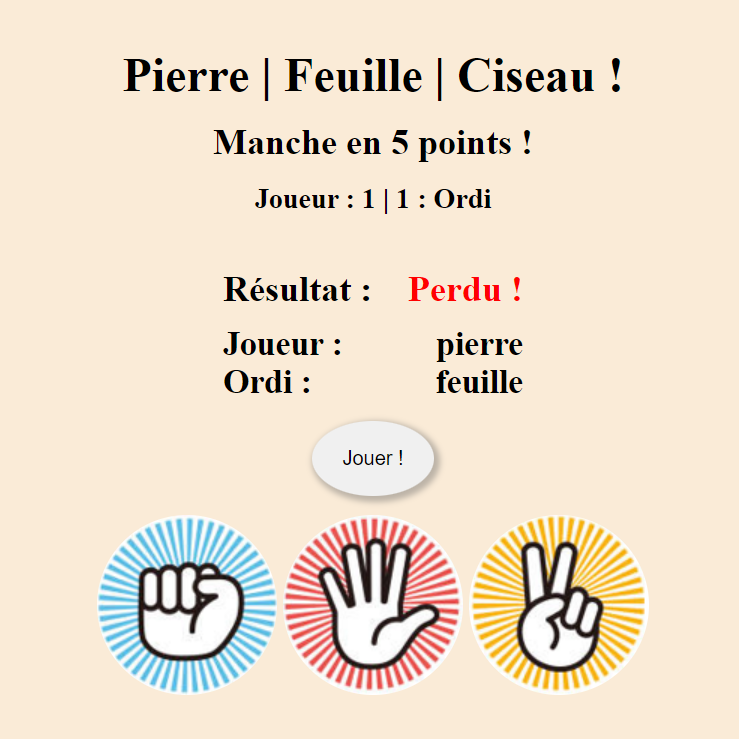 Pierre | Feuille | Ciseau !
Manche en 5 points !
Joueur : 1 | 1 : Ordi
Résultat : Perdu !
Joueur : pierre
Ordi : feuille
Jouer !